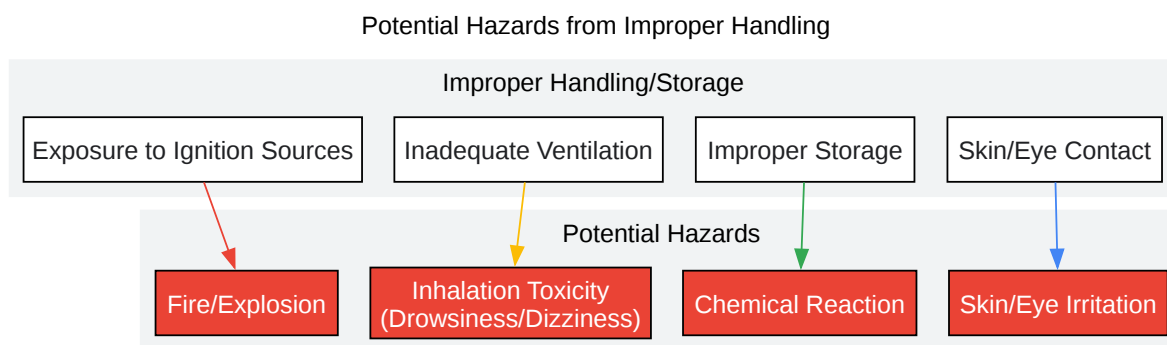 Potential Hazards from Improper Handling
Improper Handling/Storage
Exposure to Ignition Sources
Inadequate Ventilation
Improper Storage
Skin/Eye Contact
Potential Hazards
Fire/Explosion
Inhalation Toxicity
(Drowsiness/Dizziness)
Chemical Reaction
Skin/Eye Irritation